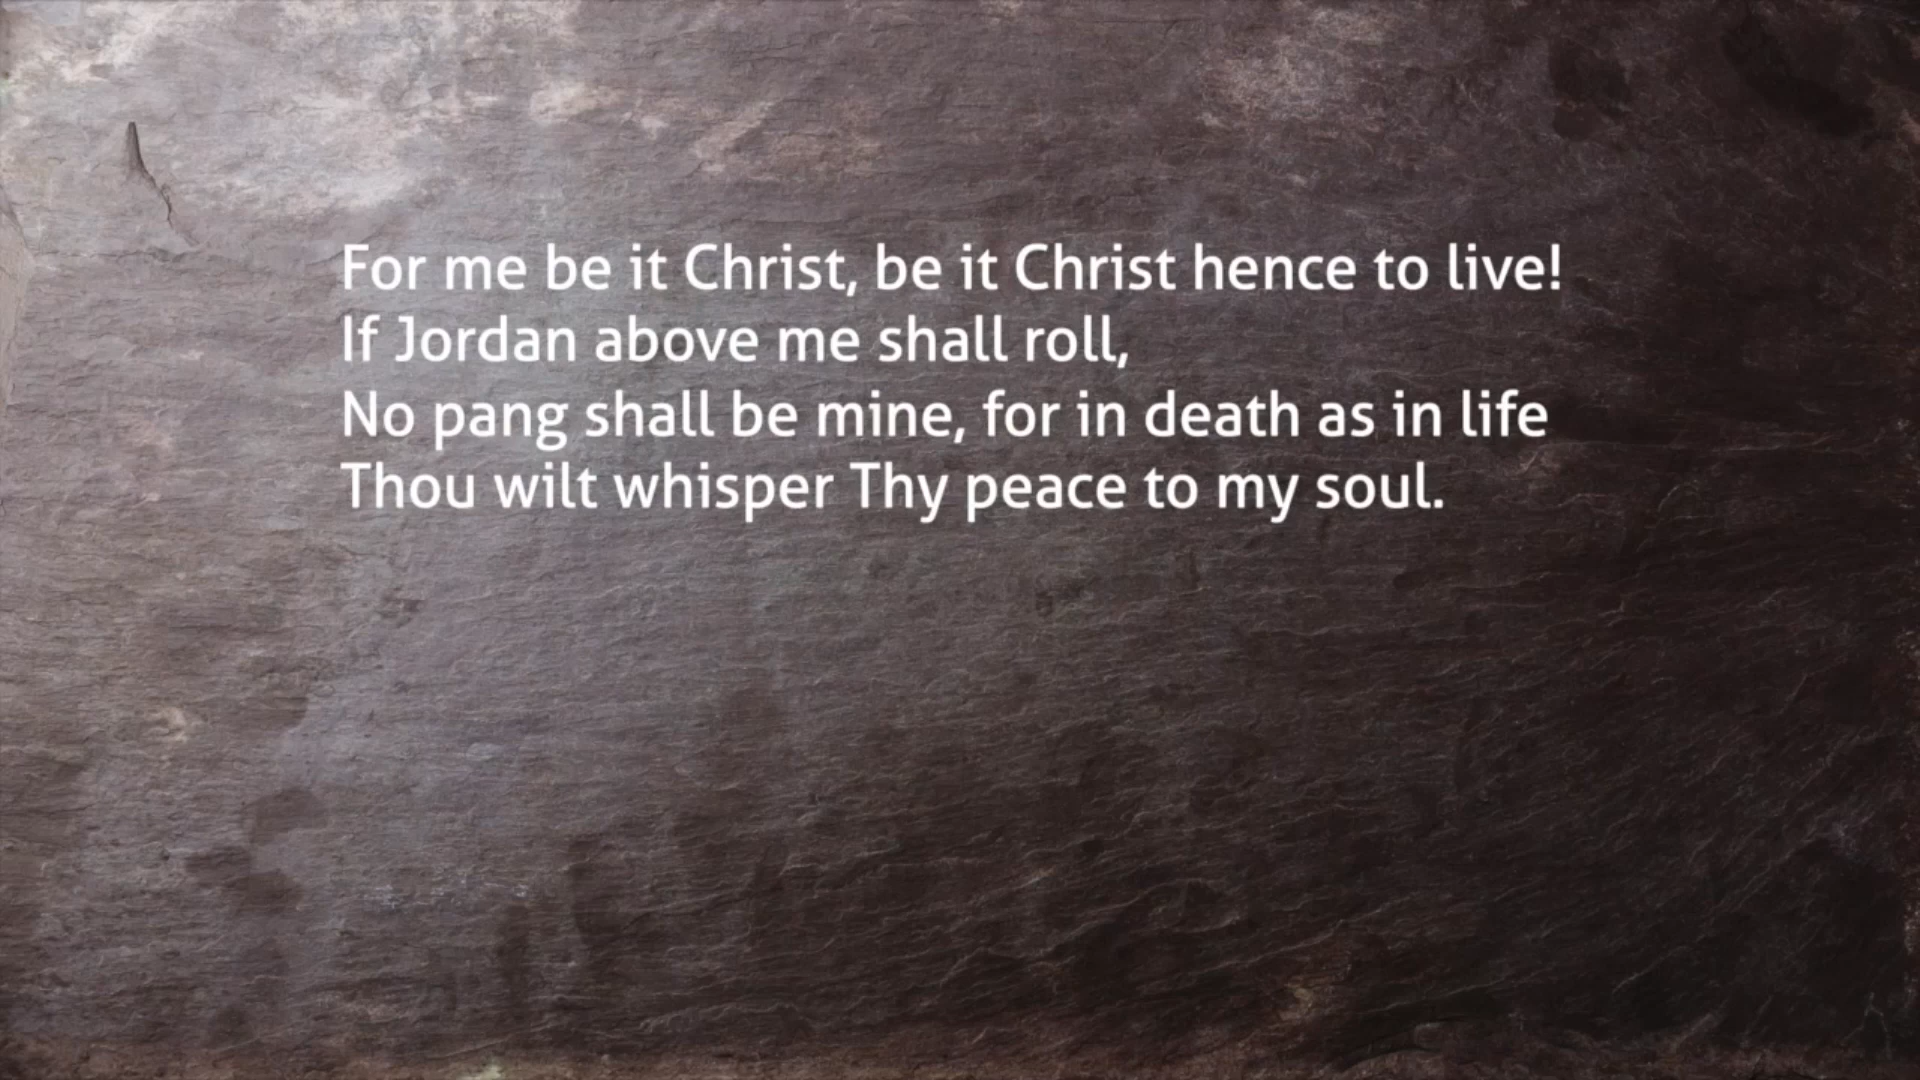 For me be it Christ, be it Christ hence to live!
If Jordan above me shall roll,
No pang shall be mine, for in death as in life
Thou wilt whisper Thy peace to my soul.